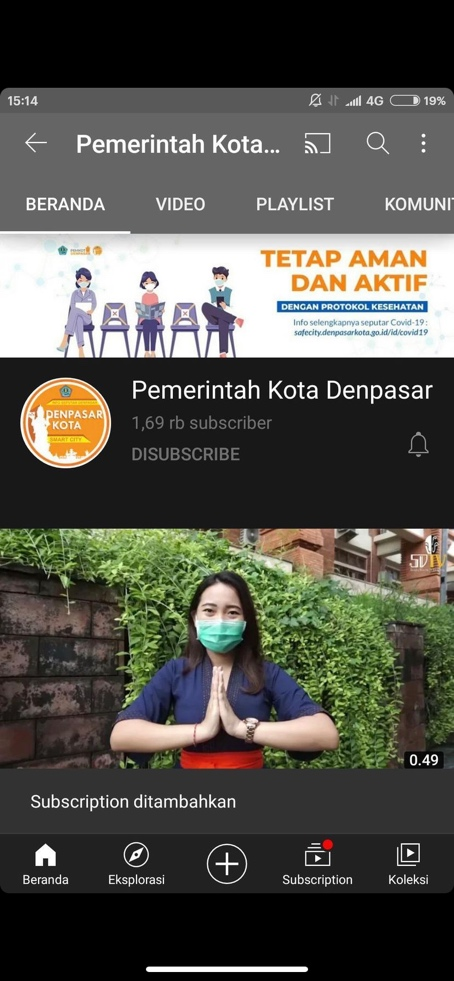 15:14
4G 19%
Pemerintah Kota...
BERANDA VIDEO PLAYLIST KOMUNIT
TETAP AMAN
DAN AKTIF
DENGAN PROTOKOL KESEHATAN
Info selengkapnya seputar Covid-19 :
safecity.denpasarkota.go.id/id/covid19
Pemerintah Kota Denpasar
1,69 rb subscriber
DISUBSCRIBE
DENPASAR
KOTA
SMART CITY
0.49
Subscription ditambahkan
Beranda Eksplorasi Subscription Koleksi